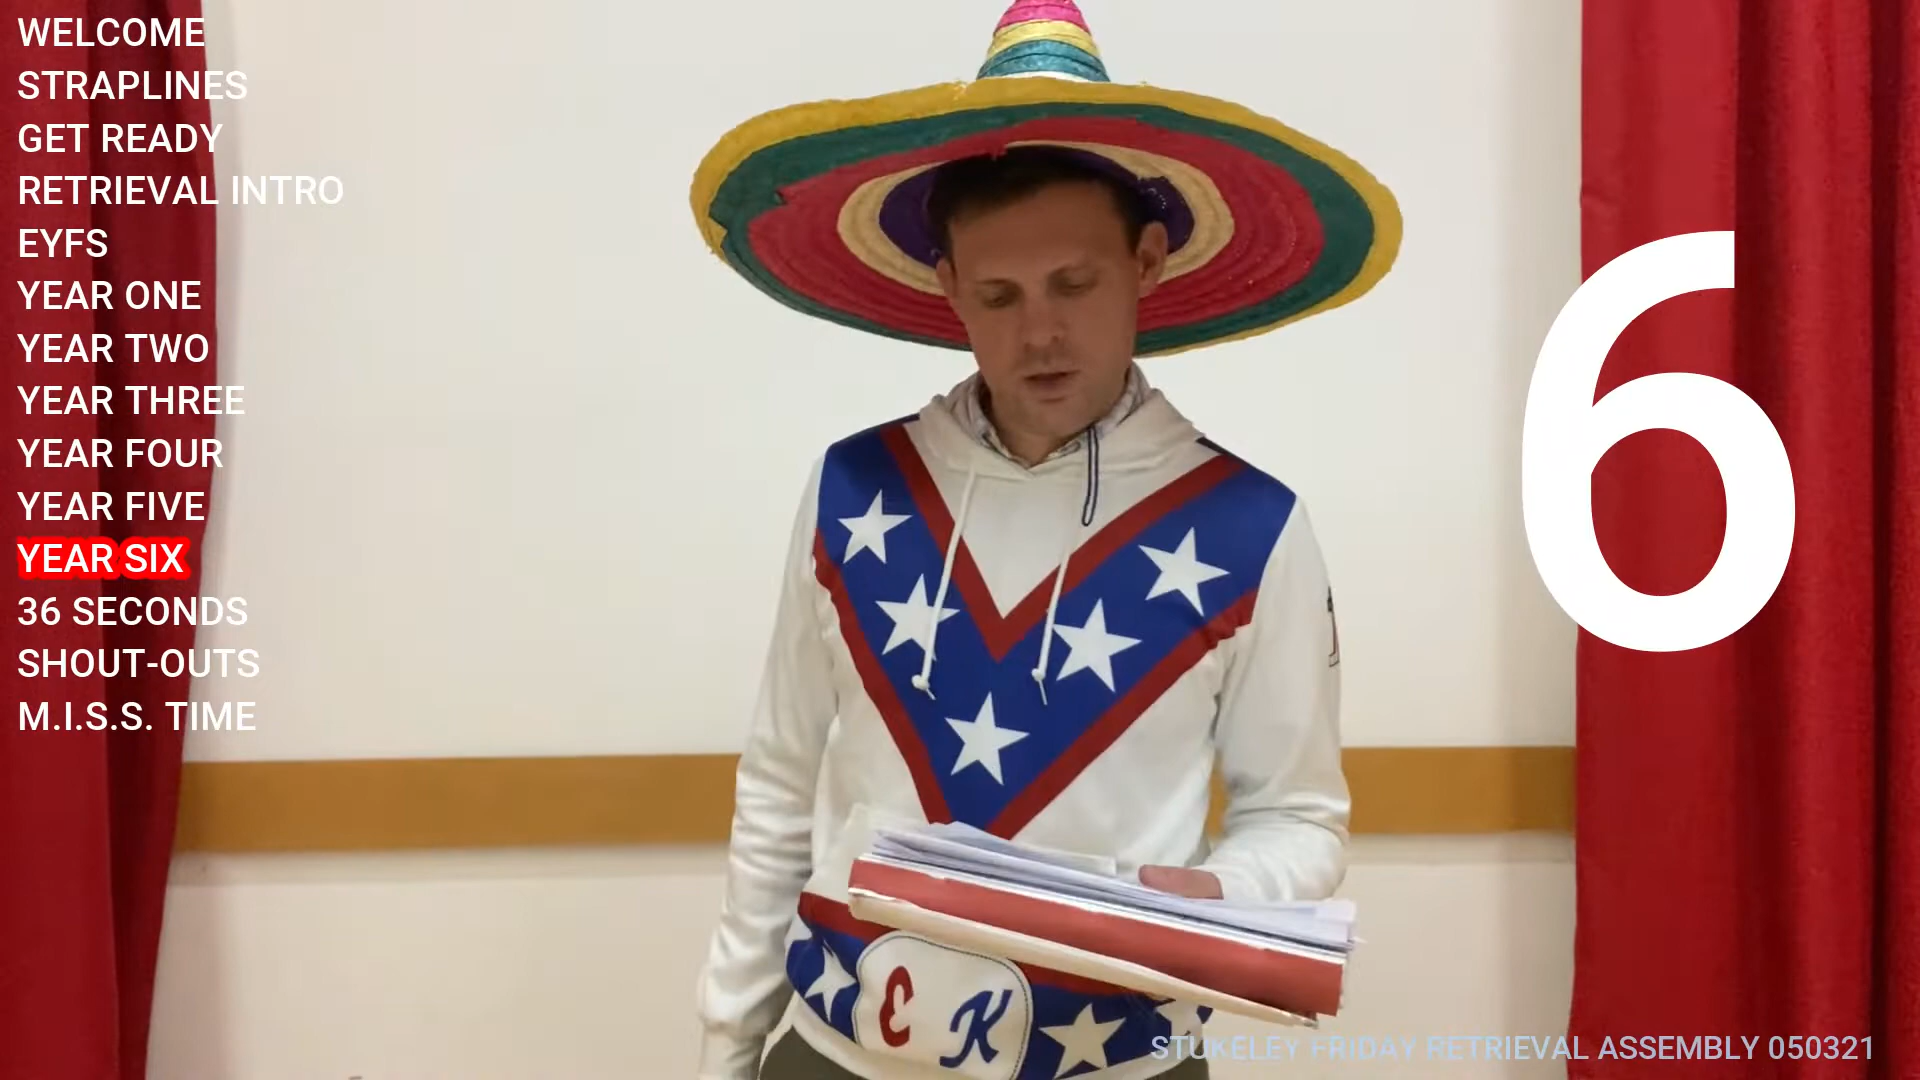 WELCOME
STRAPLINES
GET READY
RETRIEVAL INTRO
EYFS
YEAR ONE
YEAR TWO
YEAR THREE
YEAR FOUR
YEAR FIVE
YEAR SIX
36 SECONDS
SHOUT-OUTS
M.I.S.S. TIME
6
E K
STUKELEY FRIDAY RETRIEVAL ASSEMBLY 050321